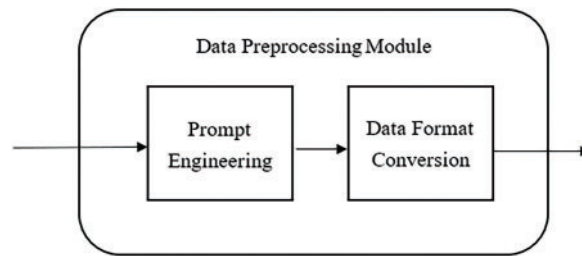 Data Preprocessing Module
Prompt
Engineering
Data Format
Conversion